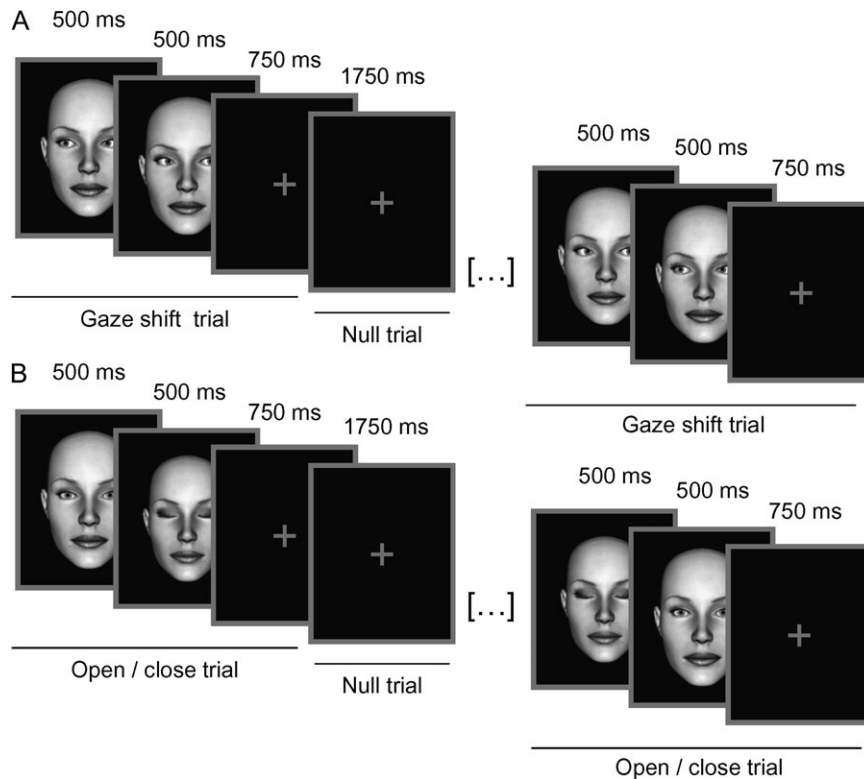 A
500 ms
500 ms
750 ms
1750 ms
500 ms
500 ms
750 ms
[...]
Gaze shift trial
Null trial
Gaze shift trial
B
500 ms
500 ms
750 ms
1750 ms
500 ms
500 ms
750 ms
[...]
Open / close trial
Null trial
Open / close trial